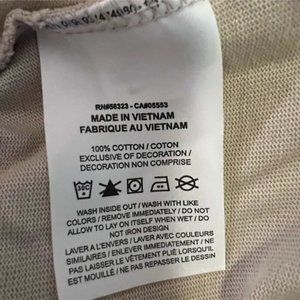 RN#56323 - CA#05553
MADE IN VIETNAM
FABRIQUE AU VIETNAM
100% COTTON / COTON
EXCLUSIVE OF DECORATION /
DECORATION NON COMPRISE
WASH INSIDE OUT / WASH WITH LIKE
COLORS / REMOVE IMMEDIATELY / DO NOT
ALLOW TO LAY ON ITSELF WHEN WET / DO
NOT IRON DESIGN
LAVER A L'ENVERS / LAVER AVEC COULEURS
SIMILAIRES / ENLEVER IMMEDIATEMENT / NE
PAS LAISSER LE VÊTEMENT PLIÉ LORSQU'IL
EST MOUILLÉ / NE PAS REPASSER LE DESSIN